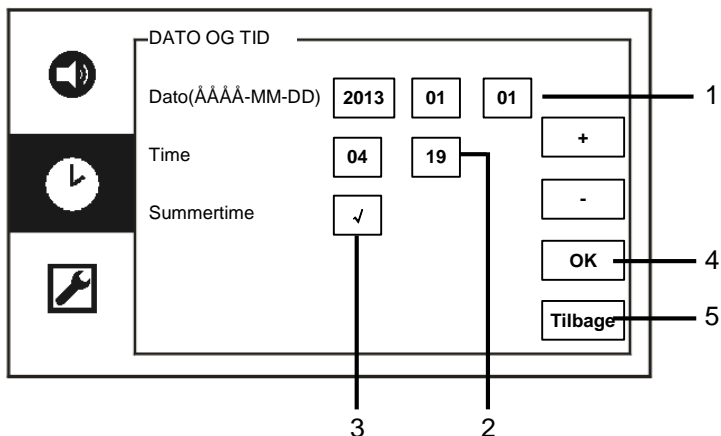 DATO OG TID
Dato(ÅÅÅÅ-MM-DD) 2013 01 01 1
+
Time 04 19
-
Summertime √
OK 4
Tilbage 5
3 2